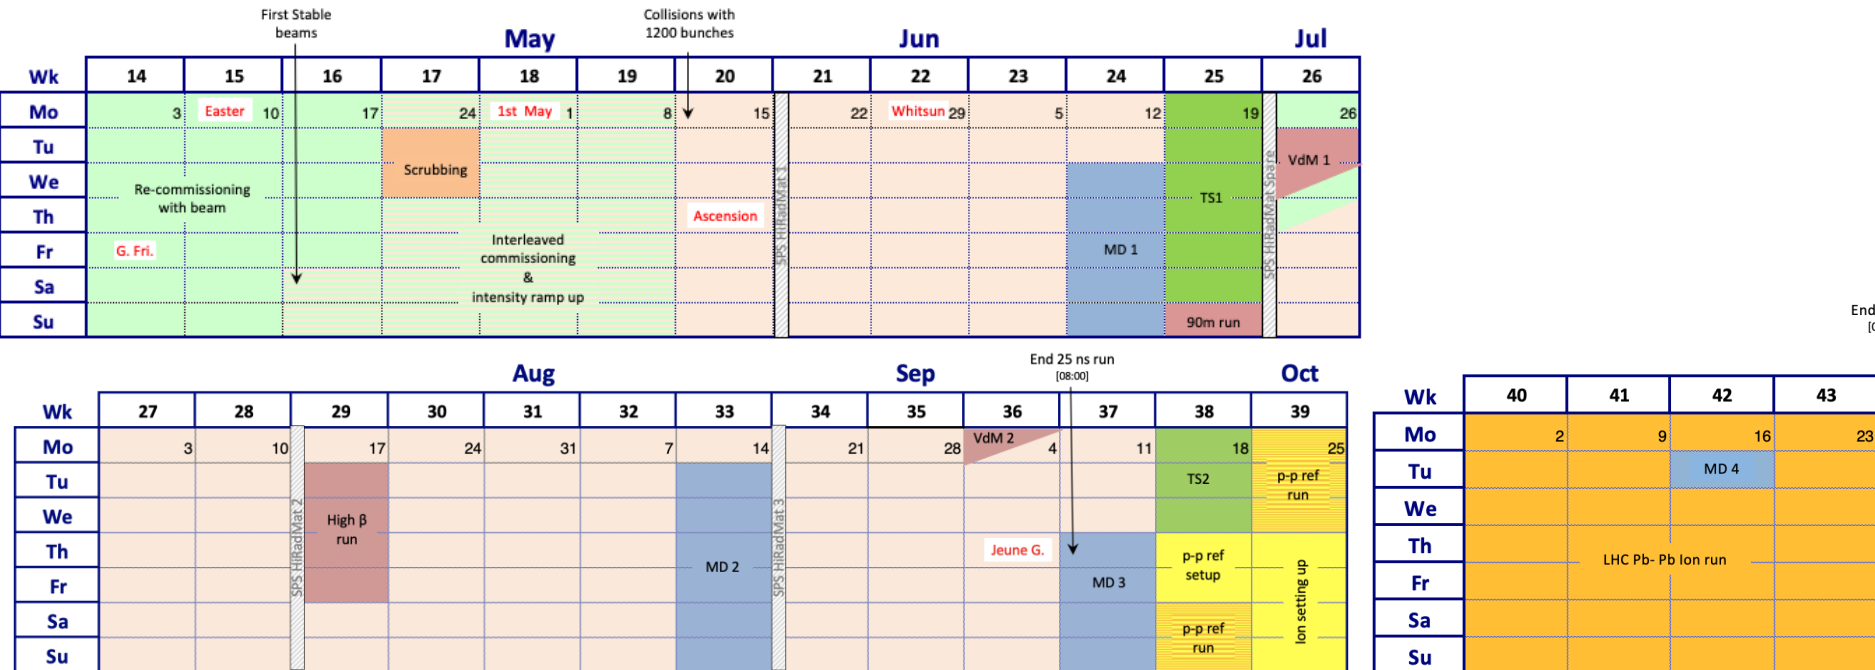 First Stable
beams
Collisions with
1200 bunches
May
Jun
Jul
Wk 14 15 16 17 18 19 20 21 22 23 24 25 26
Mo 3 Easter 10 17 24 1st May 1 8 15 22 Whitsun 29 5 12 19 26
Tu
We
Th
Fr
Sa
Su
Re-commissioning
with beam
G. Fri.
Scrubbing
Interleaved
commissioning
&
intensity ramp up
Ascension
SPS HiRadMat 1
MD 1
TS1
90m run
SPS HiRadMat Spare
VdM 1
End
[0
Aug
Sep
End 25 ns run
[08:00]
Oct
Wk 27 28 29 30 31 32 33 34 35 36 37 38 39
Mo 3 10 17 24 31 7 14 21 28 VdM 2 4 11 18 25
Tu
We
Th
Fr
Sa
Su
SPS HiRadMat 2
High β
run
MD 2
SPS HiRadMat 3
Jeune G.
MD 3
TS2
p-p ref
setup
p-p ref
run
p-p ref
run
Ion setting up
Wk 40 41 42 43
Mo 2 9 16 23
Tu
We
Th
Fr
Sa
Su
MD 4
LHC Pb- Pb Ion run